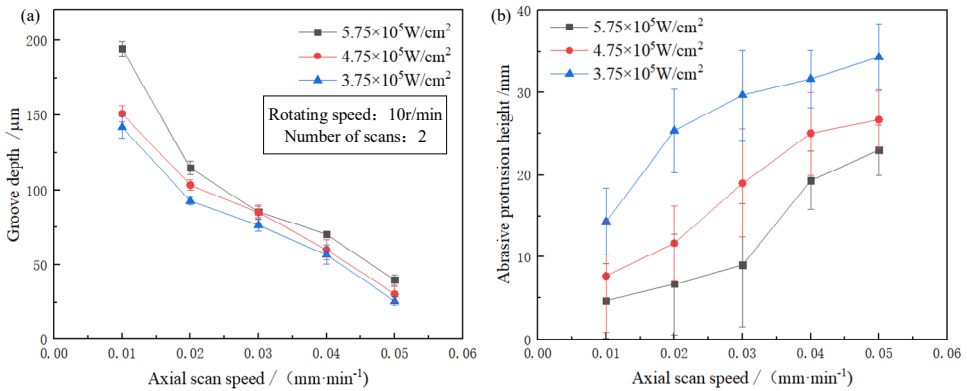 (a)
5.75×10⁵W/cm²
4.75×10⁵W/cm²
3.75×10⁵W/cm²
Rotating speed：10r/min
Number of scans：2
Groove depth /μm
200
150
100
50
0
0.00 0.01 0.02 0.03 0.04 0.05 0.06
Axial scan speed /（mm·min⁻¹）
(b)
5.75×10⁵W/cm²
4.75×10⁵W/cm²
3.75×10⁵W/cm²
Abrasive protrusion height /mm
40
30
20
10
0
0.00 0.01 0.02 0.03 0.04 0.05 0.06
Axial scan speed /（mm·min⁻¹）